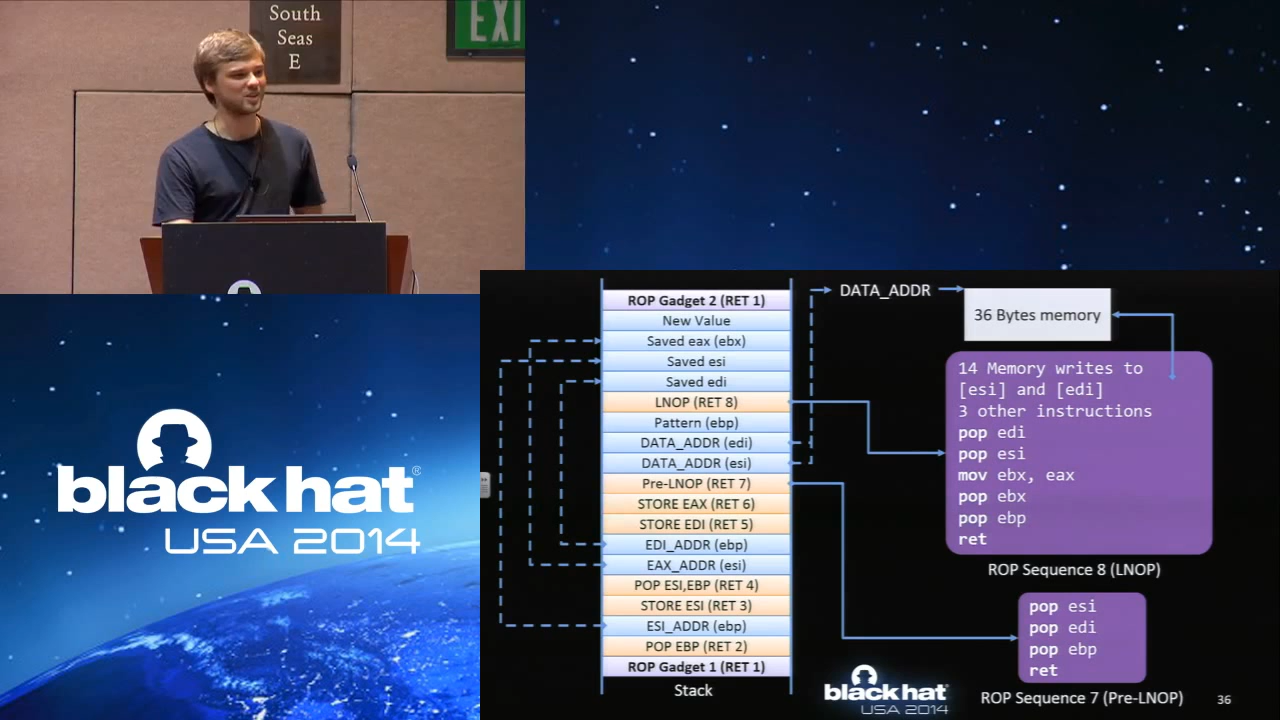 South
Seas
E
EXI
black hat®
USA 2014
ROP Gadget 2 (RET 1)
New Value
Saved eax (ebx)
Saved esi
Saved edi
LNOP (RET 8)
Pattern (ebp)
DATA_ADDR (edi)
DATA_ADDR (esi)
Pre-LNOP (RET 7)
STORE EAX (RET 6)
STORE EDI (RET 5)
EDI_ADDR (ebp)
EAX_ADDR (esi)
POP ESI,EBP (RET 4)
STORE ESI (RET 3)
ESI_ADDR (ebp)
POP EBP (RET 2)
ROP Gadget 1 (RET 1)
Stack
DATA_ADDR
36 Bytes memory
14 Memory writes to
[esi] and [edi]
3 other instructions
pop edi
pop esi
mov ebx, eax
pop ebx
pop ebp
ret
ROP Sequence 8 (LNOP)
pop esi
pop edi
pop ebp
ret
ROP Sequence 7 (Pre-LNOP)
black hat
USA 2014
36